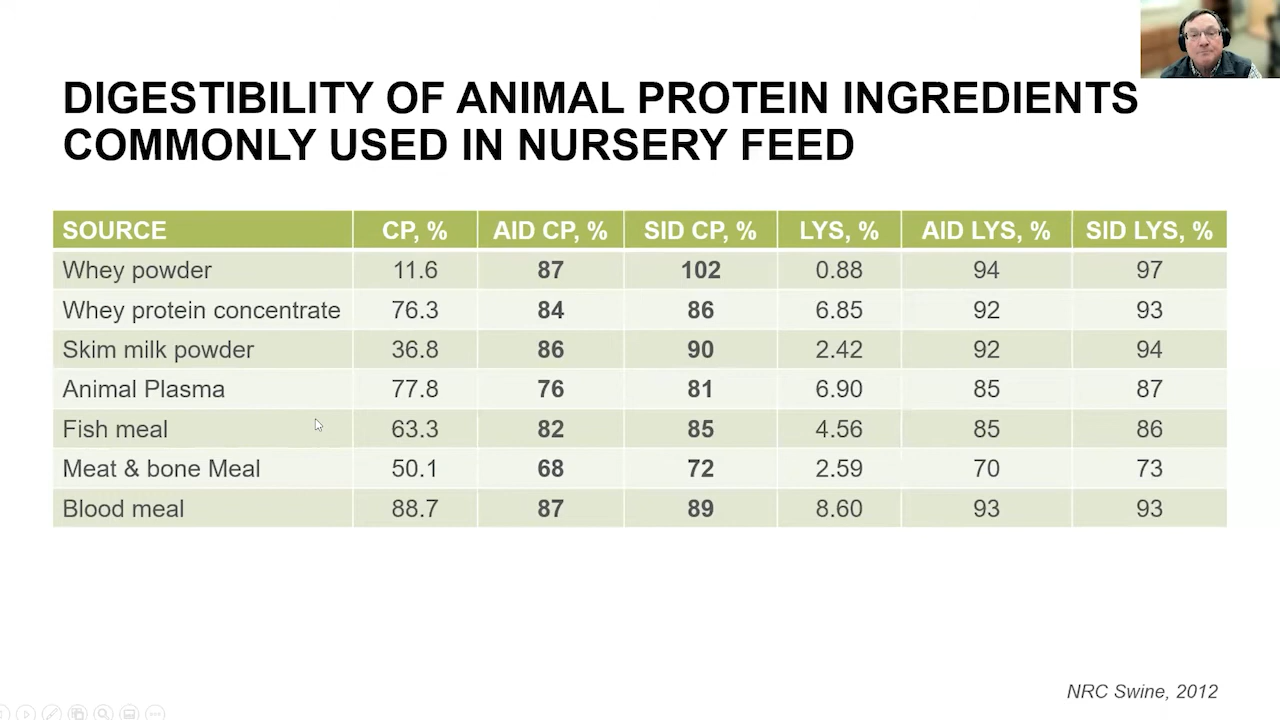 DIGESTIBILITY OF ANIMAL PROTEIN INGREDIENTS
COMMONLY USED IN NURSERY FEED
SOURCE CP, % AID CP, % SID CP, % LYS, % AID LYS, % SID LYS, %
Whey powder 11.6 87 102 0.88 94 97
Whey protein concentrate 76.3 84 86 6.85 92 93
Skim milk powder 36.8 86 90 2.42 92 94
Animal Plasma 77.8 76 81 6.90 85 87
Fish meal 63.3 82 85 4.56 85 86
Meat & bone Meal 50.1 68 72 2.59 70 73
Blood meal 88.7 87 89 8.60 93 93
NRC Swine, 2012